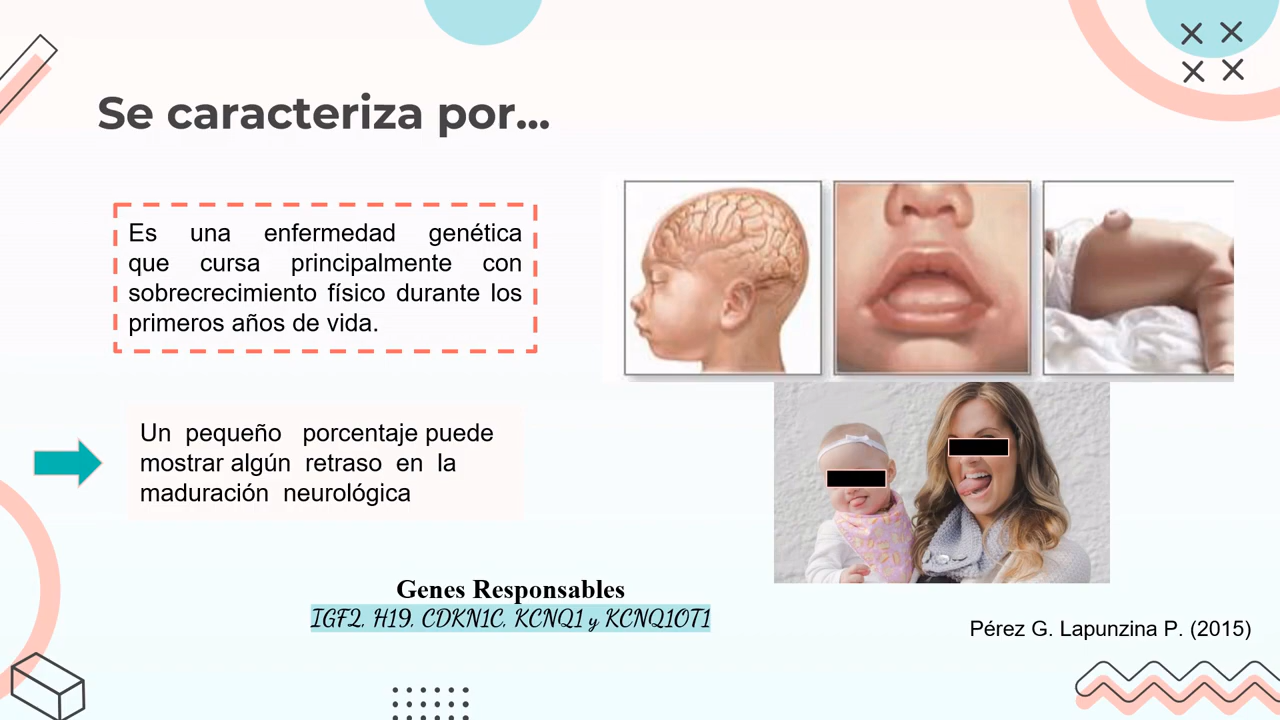 Se caracteriza por...
Es una enfermedad genética
que cursa principalmente con
sobrecrecimiento físico durante los
primeros años de vida.
Un pequeño porcentaje puede
mostrar algún retraso en la
maduración neurológica
Genes Responsables
IGF2, H19, CDKN1C, KCNQ1 y KCNQ1OT1
Pérez G. Lapunzina P. (2015)